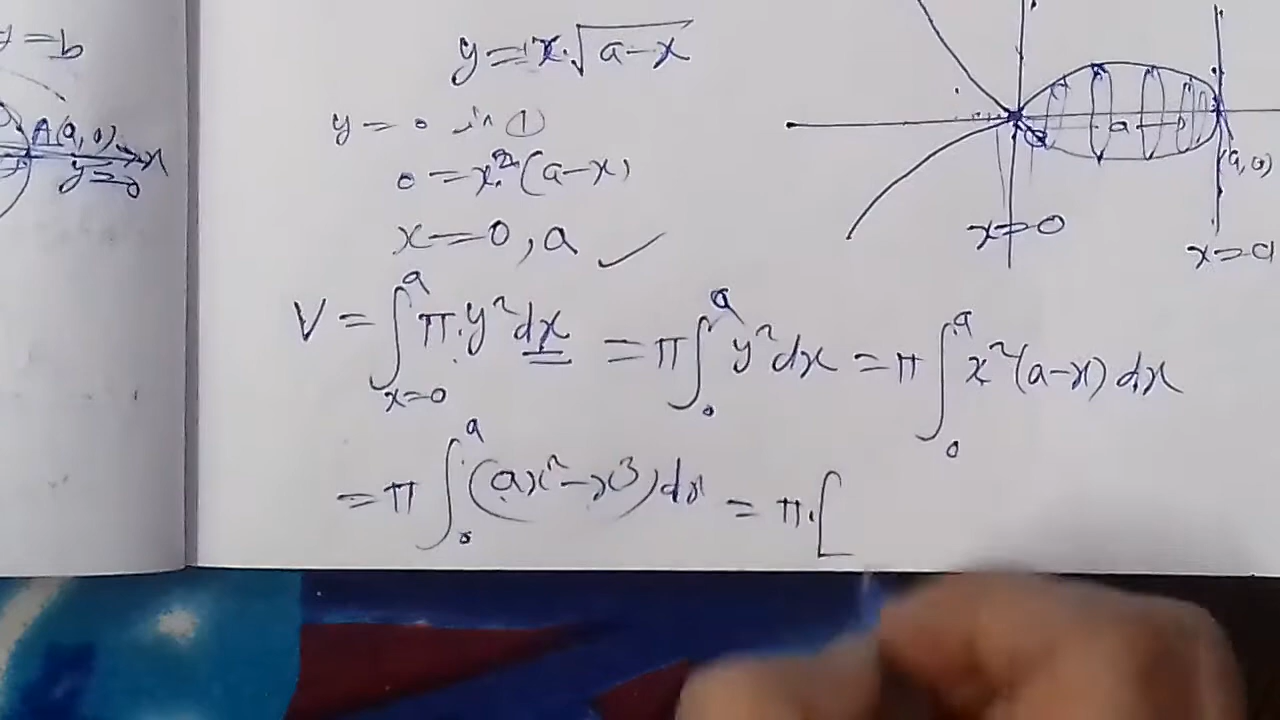 y = b
A(a, 0) x
y = 0
y = x·√(a-x)
y = 0 in ①
0 = x²(a-x)
x = 0, a ✓
a
(a, 0)
x = 0
x = a
V = ∫_{x=0}^{a} π·y² dx = π ∫_{0}^{a} y² dx = π ∫_{0}^{a} x²(a-x) dx
= π ∫_{0}^{a} (ax² - x³) dx = π·[